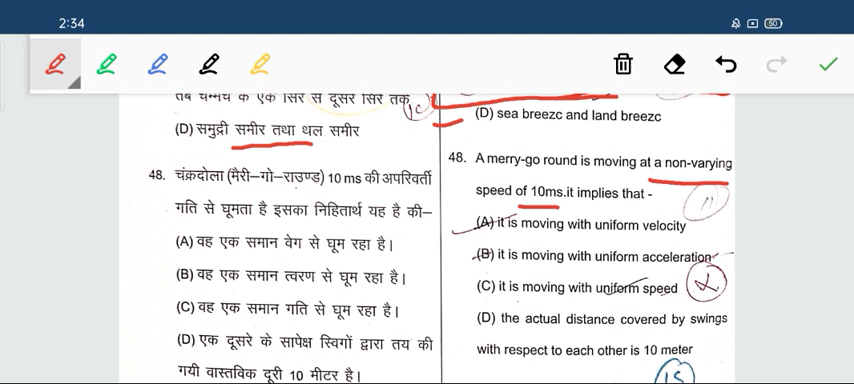 2:34
50
तब चम्मच के एक सिरे से दूसरे सिरे तक
(D) समुद्री समीर तथा थल समीर
48. चंक्रदोला (मैरी–गो–राउण्ड) 10 ms की अपरिवर्ती
गति से घूमता है इसका निहितार्थ यह है की–
(A) वह एक समान वेग से घूम रहा है।
(B) वह एक समान त्वरण से घूम रहा है।
(C) वह एक समान गति से घूम रहा है।
(D) एक दूसरे के सापेक्ष स्विगों द्वारा तय की
गयी वास्तविक दूरी 10 मीटर है।
(D) sea breezc and land breezc
48. A merry-go round is moving at a non-varying
speed of 10ms.it implies that -
(A) it is moving with uniform velocity
(B) it is moving with uniform acceleration
(C) it is moving with uniform speed
(D) the actual distance covered by swings
with respect to each other is 10 meter
15